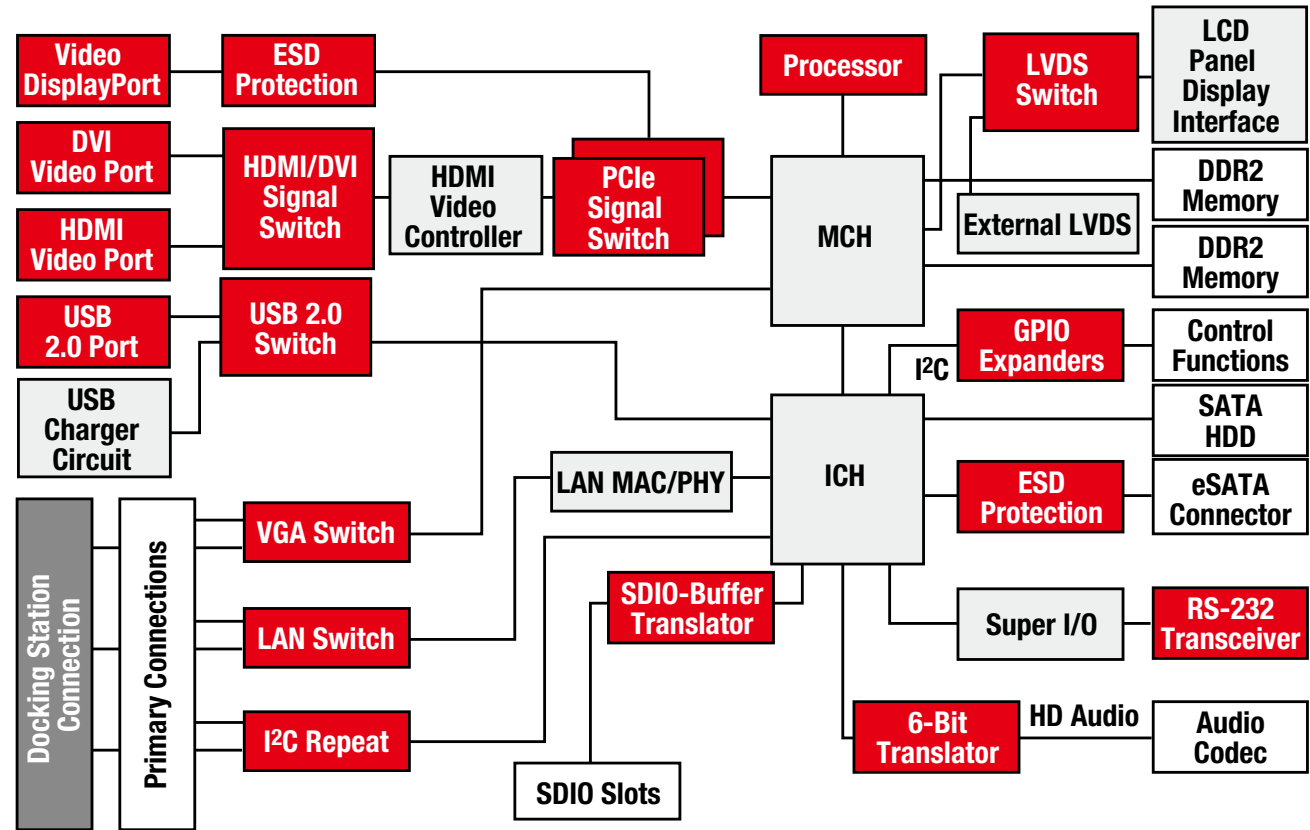 Video
DisplayPort
ESD
Protection
Processor
LVDS
Switch
LCD
Panel
Display
Interface
DVI
Video Port
HDMI/DVI
Signal
Switch
HDMI
Video
Controller
PCIe
Signal
Switch
MCH
External LVDS
DDR2
Memory
HDMI
Video Port
DDR2
Memory
USB
2.0 Port
USB 2.0
Switch
I²C
GPIO
Expanders
Control
Functions
USB
Charger
Circuit
SATA
HDD
LAN MAC/PHY
ICH
ESD
Protection
eSATA
Connector
Docking Station
Connection
Primary Connections
VGA Switch
LAN Switch
I²C Repeat
SDIO-Buffer
Translator
SDIO Slots
Super I/O
RS-232
Transceiver
6-Bit
Translator
HD Audio
Audio
Codec